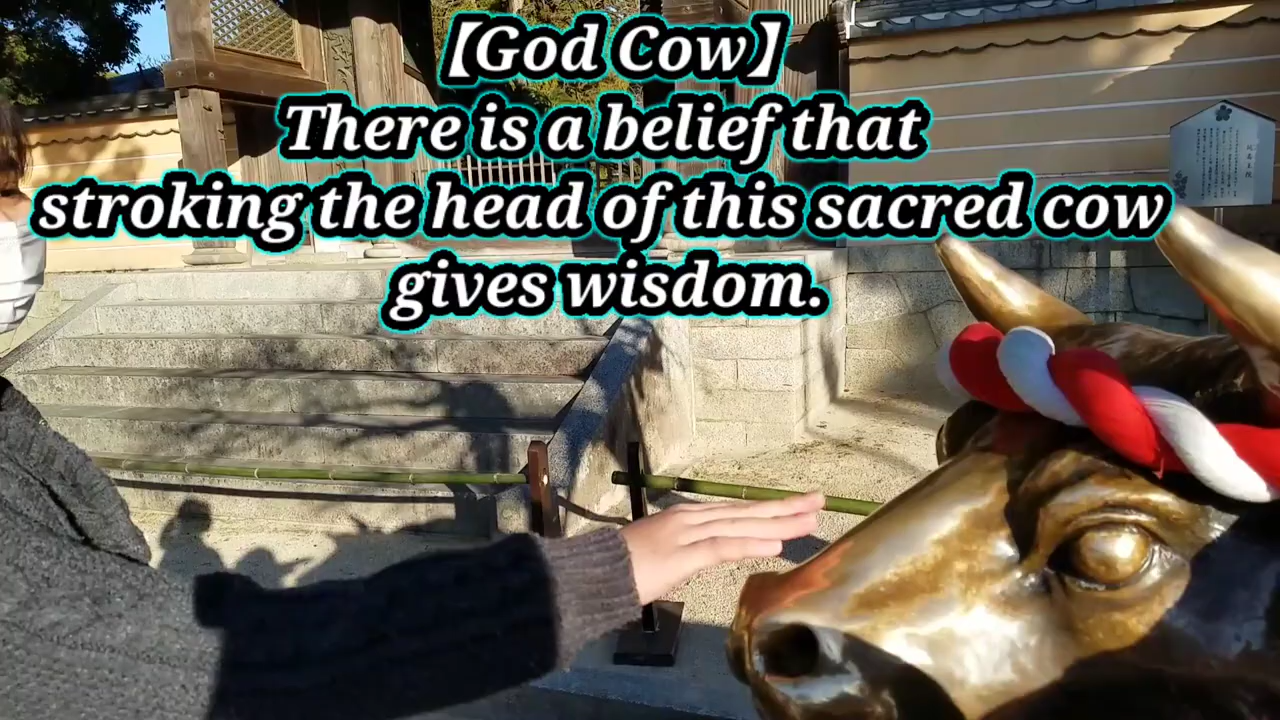 【God Cow】
There is a belief that
stroking the head of this sacred cow
gives wisdom.